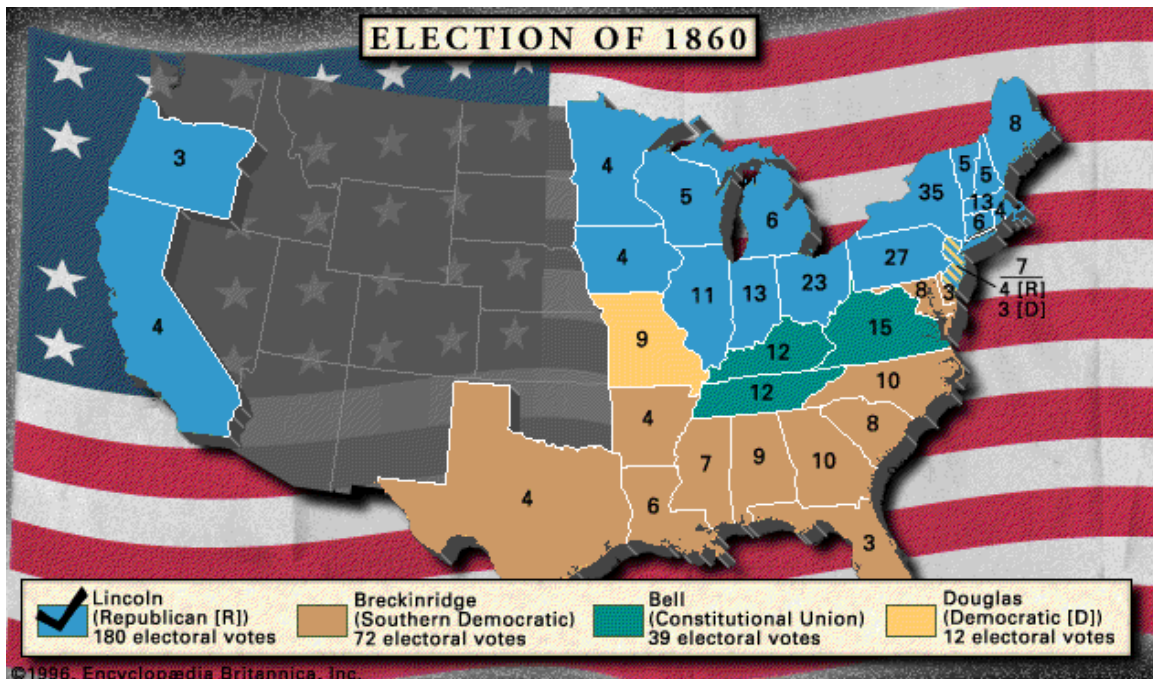 ELECTION OF 1860
8
3
4
5
6
35
5
5
13
4
6
4
11
13
23
27
7
4 [R]
3 [D]
8
3
4
9
12
15
12
10
4
8
7
9
10
4
6
3
Lincoln
(Republican [R])
180 electoral votes
Breckinridge
(Southern Democratic)
72 electoral votes
Bell
(Constitutional Union)
39 electoral votes
Douglas
(Democratic [D])
12 electoral votes
©1996, Encyclopædia Britannica, Inc.